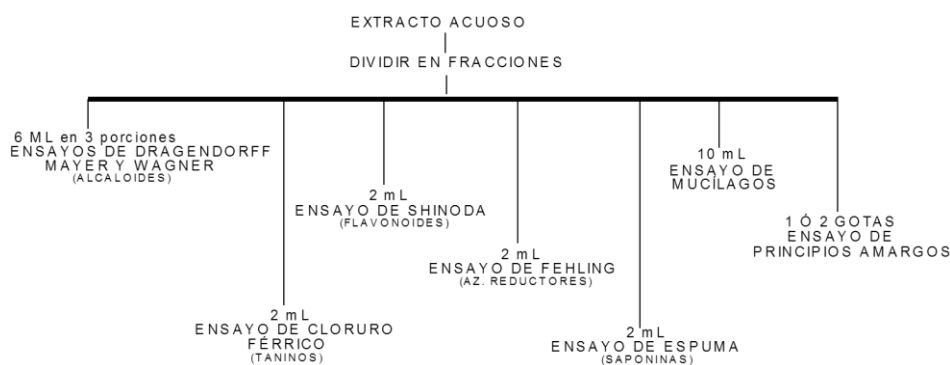 EXTRACTO ACUOSO
DIVIDIR EN FRACCIONES
6 ML en 3 porciones
ENSAYOS DE DRAGENDORFF
MAYER Y WAGNER
(ALCALOIDES)
2 mL
ENSAYO DE CLORURO
FÉRRICO
(TANINOS)
2 mL
ENSAYO DE SHINODA
(FLAVONOIDES)
2 mL
ENSAYO DE FEHLING
(AZ. REDUCTORES)
2 mL
ENSAYO DE ESPUMA
(SAPONINAS)
10 mL
ENSAYO DE
MUCÍLAGOS
1 Ó 2 GOTAS
ENSAYO DE
PRINCIPIOS AMARGOS